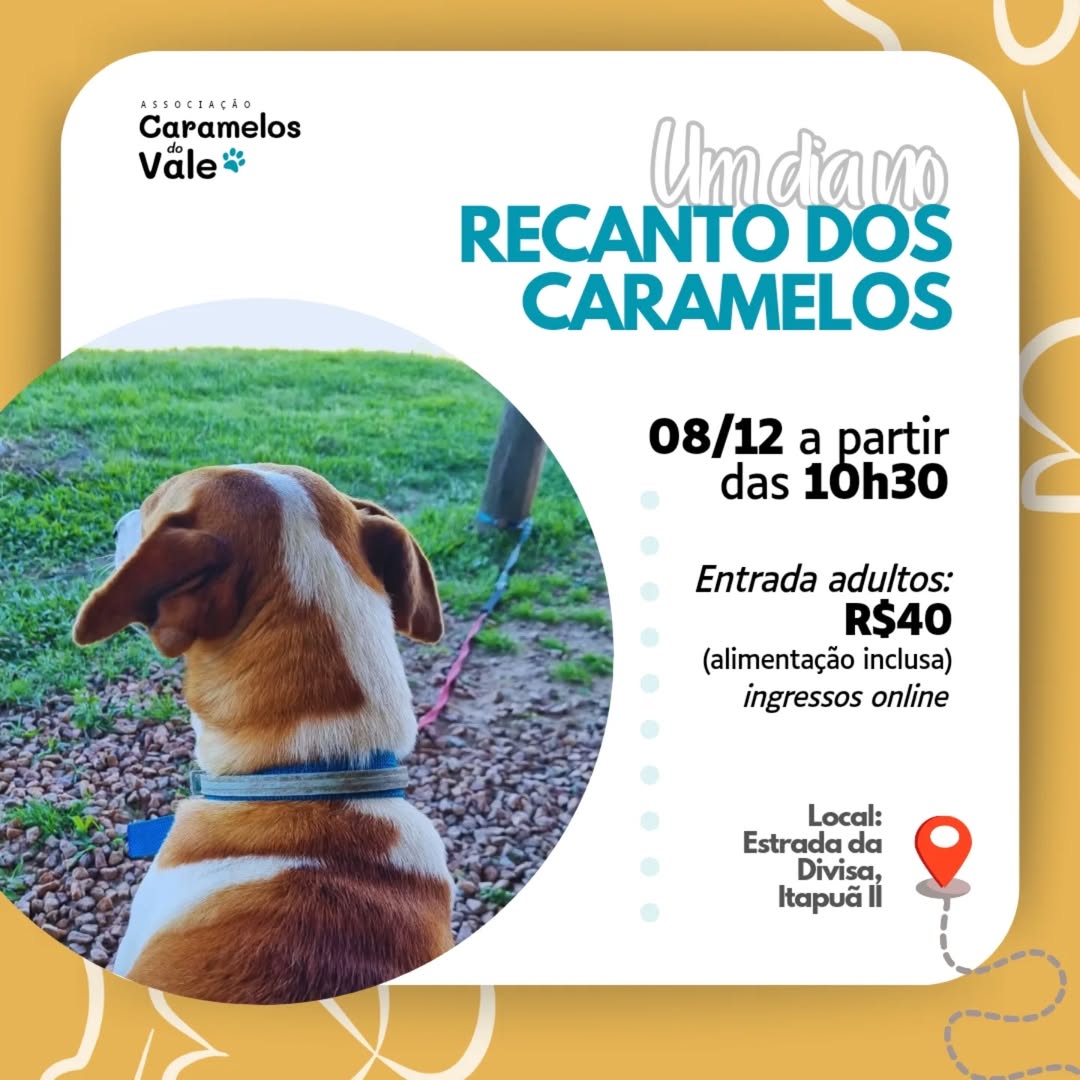 ASSOCIAÇÃO
Caramelos
do
Vale
Um dia no
RECANTO DOS
CARAMELOS
08/12 a partir
das 10h30
Entrada adultos:
R$40
(alimentação inclusa)
ingressos online
Local:
Estrada da
Divisa,
Itapuã II